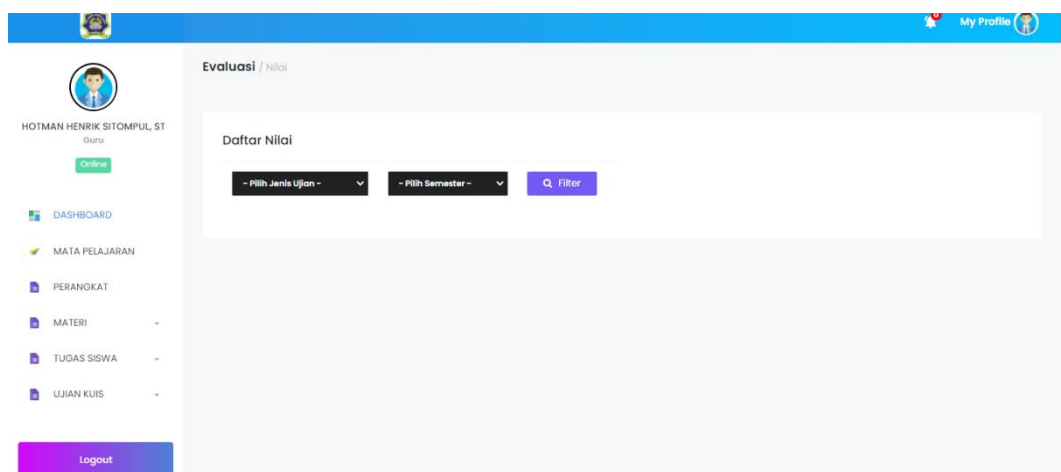 0
My Profile
HOTMAN HENRIK SITOMPUL, ST
Guru
Online
DASHBOARD
MATA PELAJARAN
PERANGKAT
MATERI
TUGAS SISWA
UJIAN KUIS
Logout
Evaluasi / Nilai
Daftar Nilai
- Pilih Jenis Ujian -
- Pilih Semester -
Filter